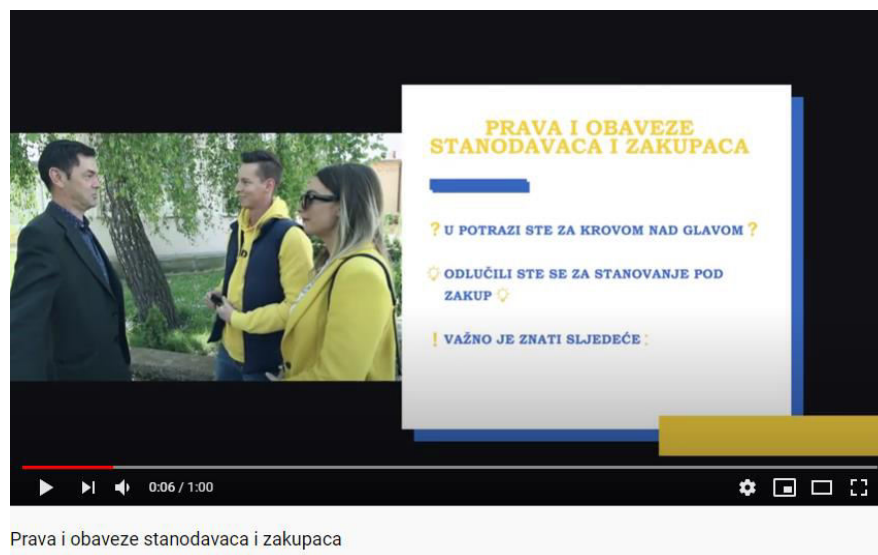 PRAVA I OBAVEZE
STANODAVACA I ZAKUPACA
? U POTRAZI STE ZA KROVOM NAD GLAVOM ?
ODLUČILI STE SE ZA STANOVANJE POD
ZAKUP
! VAŽNO JE ZNATI SLJEDEĆE :
0:06 / 1:00
Prava i obaveze stanodavaca i zakupaca